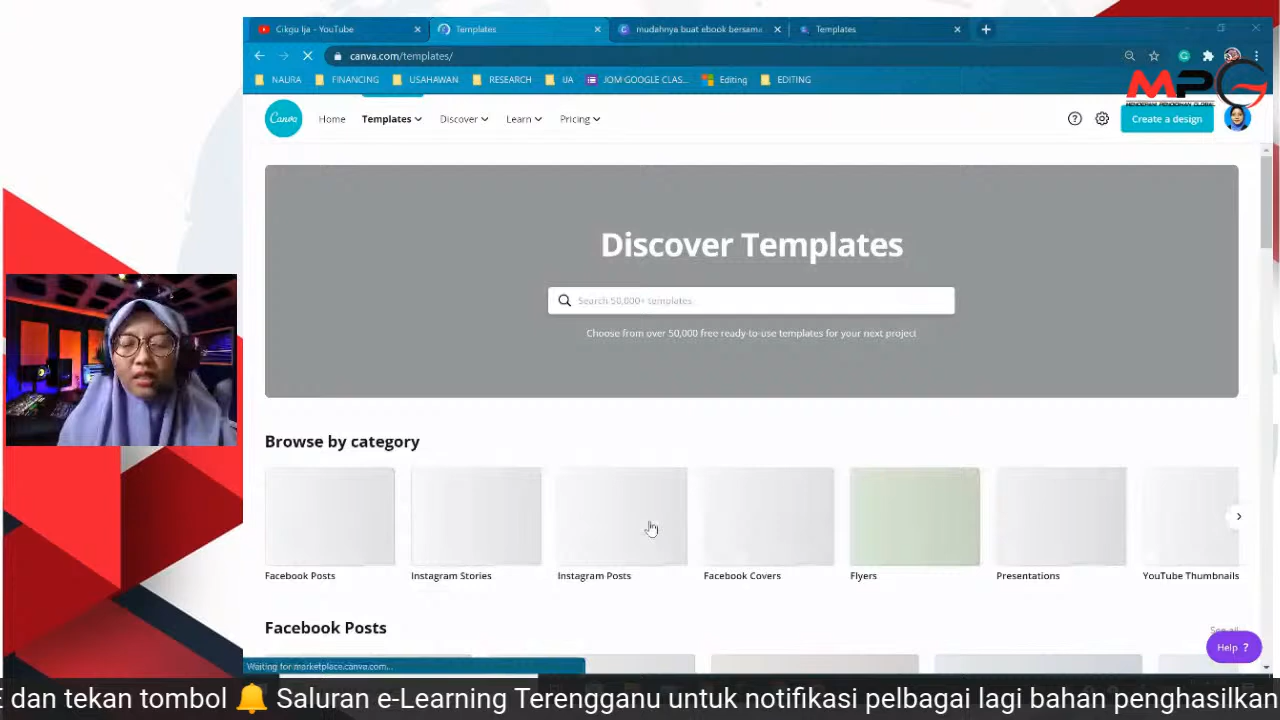 Cikgu Ija - YouTube
Templates
mudahnya buat ebook bersama
Templates
canva.com/templates/
NAURA
FINANCING
USAHAWAN
RESEARCH
IJA
JOM GOOGLE CLAS...
Editing
EDITING
MPG
Canva
Home
Templates
Discover
Learn
Pricing
Create a design
Discover Templates
Search 50,000+ templates
Choose from over 50,000 free ready-to-use templates for your next project
Browse by category
Facebook Posts
Instagram Stories
Instagram Posts
Facebook Covers
Flyers
Presentations
YouTube Thumbnails
Facebook Posts
See all
Help ?
Waiting for marketplace.canva.com...
E dan tekan tombol 🔔 Saluran e-Learning Terengganu untuk notifikasi pelbagai lagi bahan penghasilkan